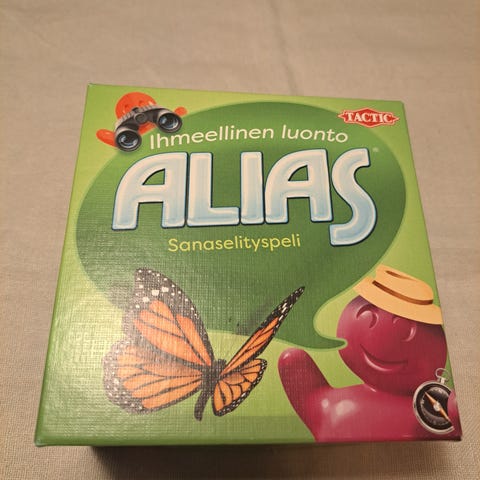 TACTIC
Ihmeellinen luonto
ALIAS®
Sanaselityspeli